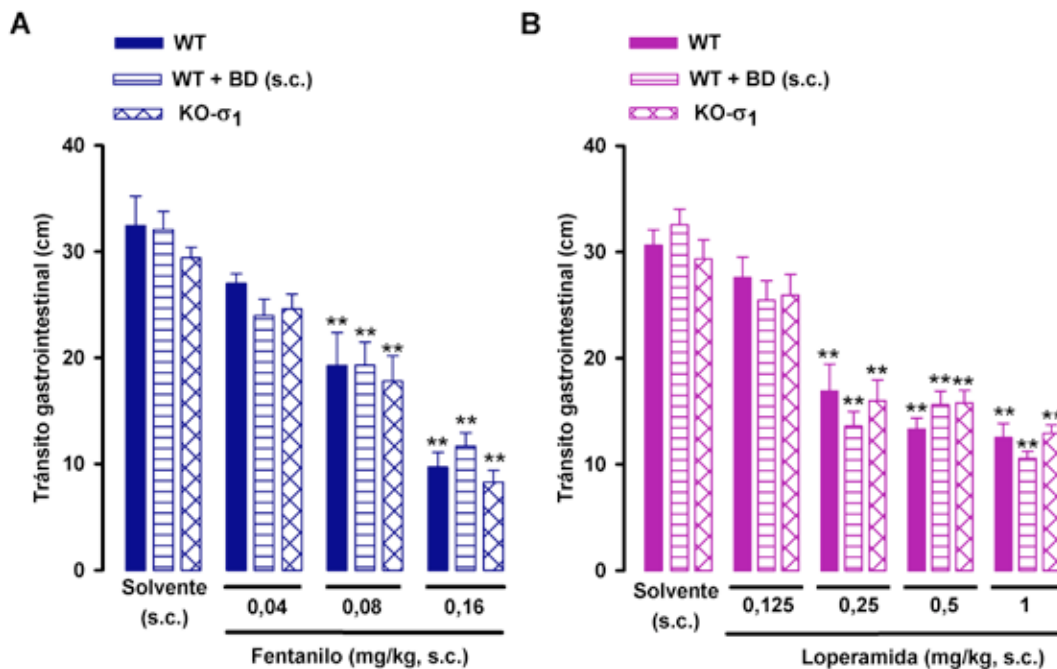 A
WT
WT + BD (s.c.)
KO-σ1
Tránsito gastrointestinal (cm)
40
30
20
10
0
** ** **
** ** **
Solvente
(s.c.)
0,04
0,08
0,16
Fentanilo (mg/kg, s.c.)
B
WT
WT + BD (s.c.)
KO-σ1
Tránsito gastrointestinal (cm)
40
30
20
10
0
** ** **
** ** **
** ** **
Solvente
(s.c.)
0,125
0,25
0,5
1
Loperamida (mg/kg, s.c.)